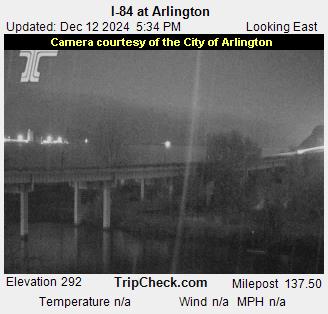 I-84 at Arlington
Updated: Dec 12 2024 5:34 PM Looking East
Camera courtesy of the City of Arlington
Elevation 292 TripCheck.com Milepost 137.50
Temperature n/a Wind n/a MPH n/a